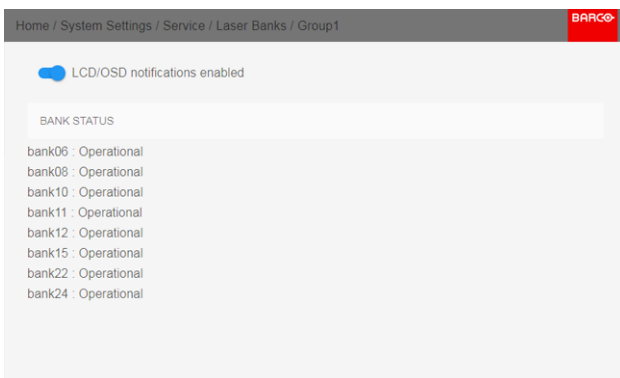 Home / System Settings / Service / Laser Banks / Group1
BARCO
LCD/OSD notifications enabled
BANK STATUS
bank06 : Operational
bank08 : Operational
bank10 : Operational
bank11 : Operational
bank12 : Operational
bank15 : Operational
bank22 : Operational
bank24 : Operational